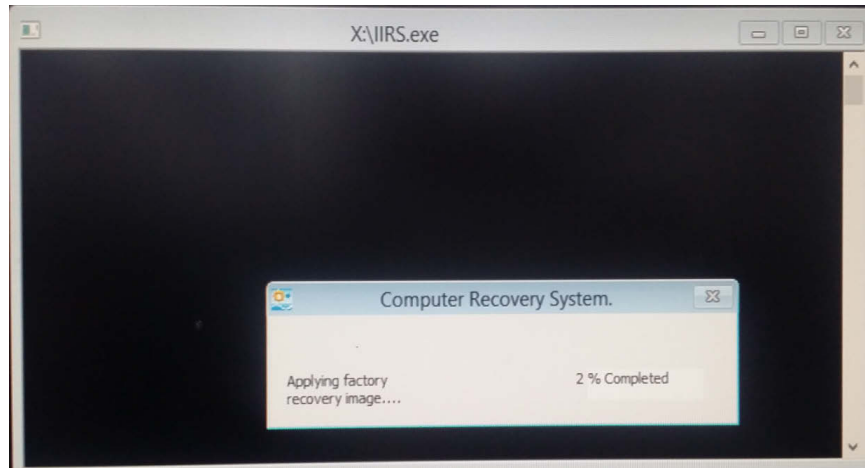 X:\IIRS.exe
Computer Recovery System.
Applying factory
recovery image....
2 % Completed